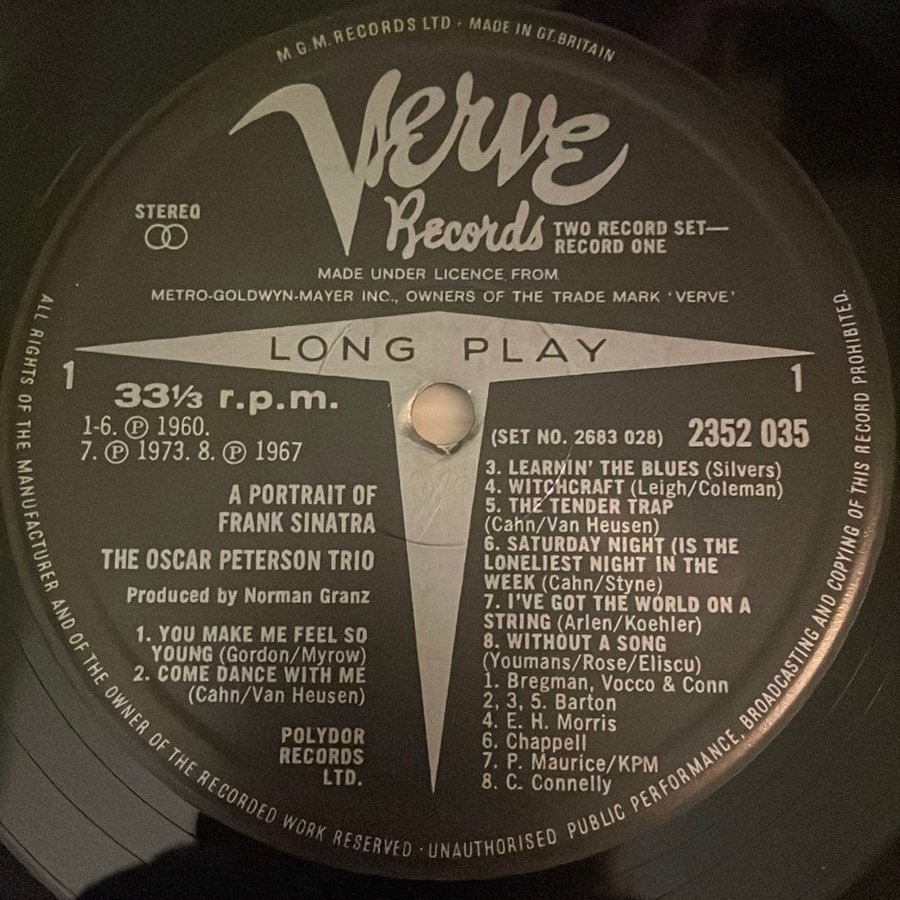 M G M. RECORDS LTD · MADE IN GT. BRITAIN
Verve
Records
TWO RECORD SET—
RECORD ONE
STEREO
MADE UNDER LICENCE FROM
METRO-GOLDWYN-MAYER INC., OWNERS OF THE TRADE MARK ‘VERVE’
LONG PLAY
1
1
33⅓ r.p.m.
1-6. ℗ 1960.
7. ℗ 1973. 8. ℗ 1967
A PORTRAIT OF
FRANK SINATRA
THE OSCAR PETERSON TRIO
Produced by Norman Granz
1. YOU MAKE ME FEEL SO
YOUNG (Gordon/Myrow)
2. COME DANCE WITH ME
(Cahn/Van Heusen)
POLYDOR
RECORDS
LTD.
(SET NO. 2683 028) 2352 035
3. LEARNIN' THE BLUES (Silvers)
4. WITCHCRAFT (Leigh/Coleman)
5. THE TENDER TRAP
(Cahn/Van Heusen)
6. SATURDAY NIGHT (IS THE
LONELIEST NIGHT IN THE
WEEK (Cahn/Styne)
7. I'VE GOT THE WORLD ON A
STRING (Arlen/Koehler)
8. WITHOUT A SONG
(Youmans/Rose/Eliscu)
1. Bregman, Vocco & Conn
2, 3, 5. Barton
4. E. H. Morris
6. Chappell
7. P. Maurice/KPM
8. C. Connelly
ALL RIGHTS OF THE MANUFACTURER AND OF THE OWNER OF THE RECORDED WORK RESERVED · UNAUTHORISED PUBLIC PERFORMANCE, BROADCASTING AND COPYING OF THIS RECORD PROHIBITED.